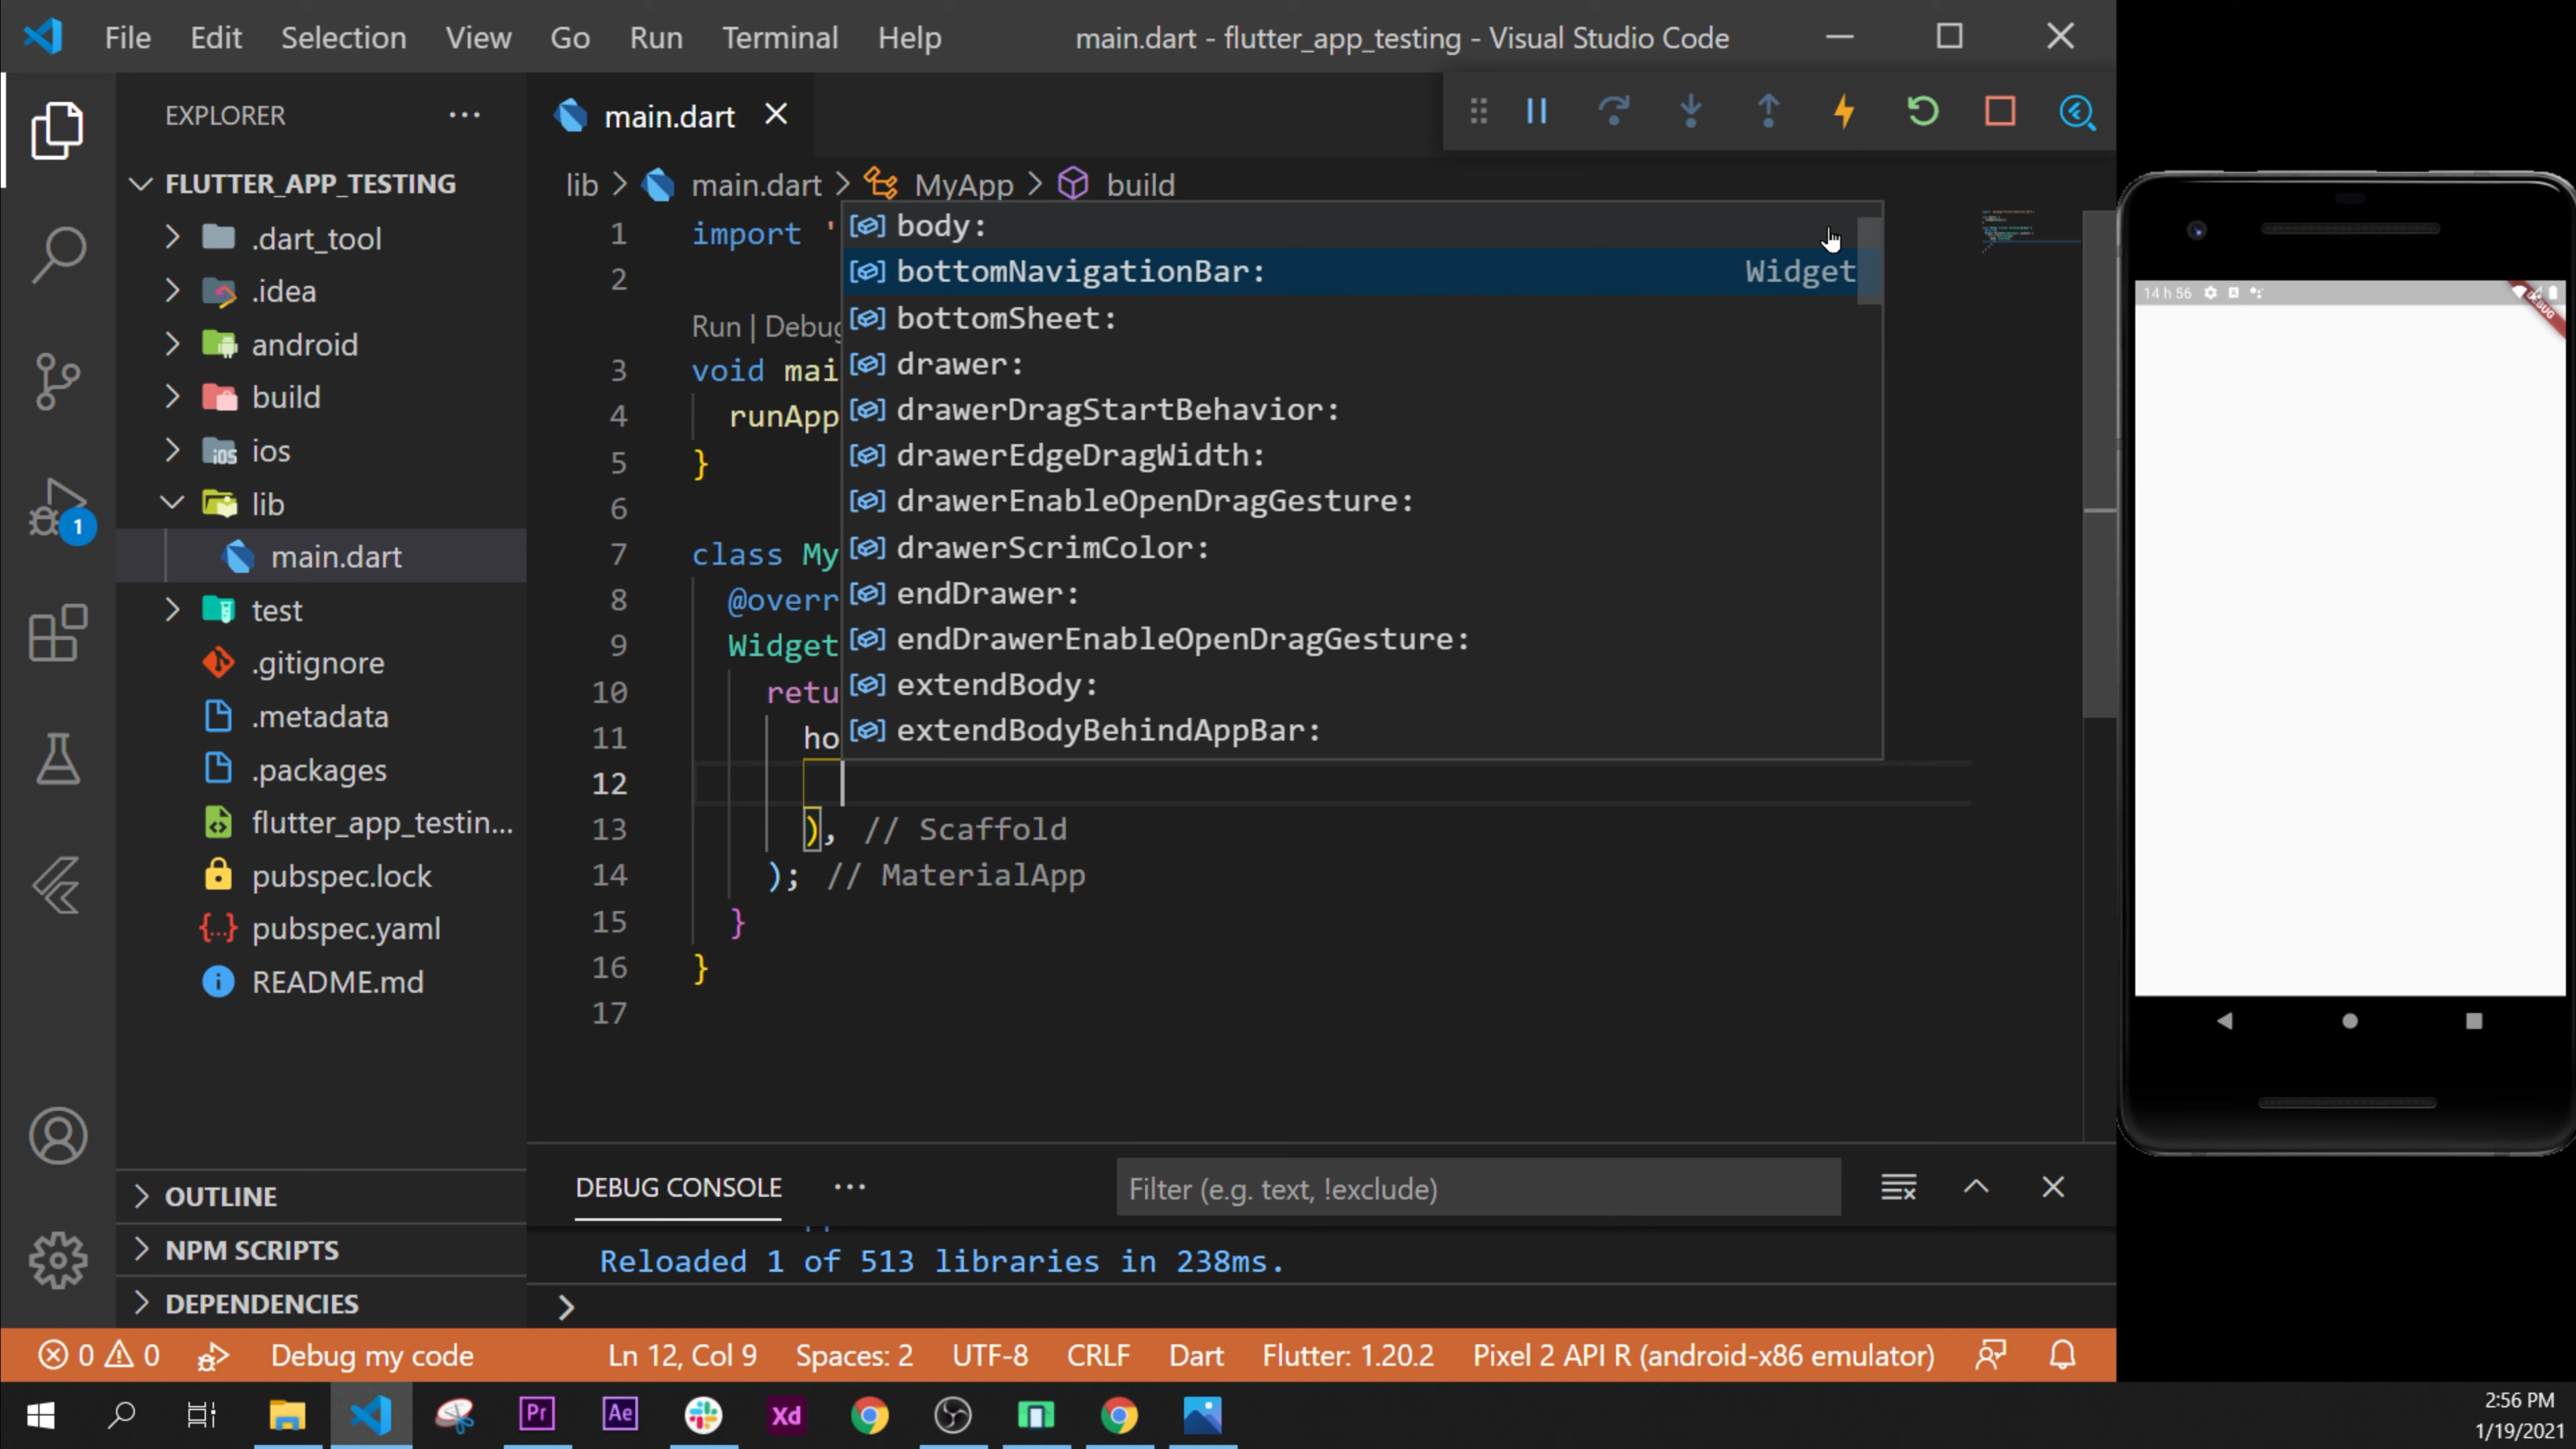 File Edit Selection View Go Run Terminal Help main.dart - flutter_app_testing - Visual Studio Code
EXPLORER
FLUTTER_APP_TESTING
.dart_tool
.idea
android
build
ios
lib
main.dart
test
.gitignore
.metadata
.packages
flutter_app_testin...
pubspec.lock
pubspec.yaml
README.md
OUTLINE
NPM SCRIPTS
DEPENDENCIES
1
main.dart
lib > main.dart > MyApp > build
1 import '
2
Run | Debug
3 void mai
4 runApp
5 }
6
7 class My
8 @overr
9 Widget
10 retu
11 ho
12
13 ), // Scaffold
14 ); // MaterialApp
15 }
16 }
17
body:
bottomNavigationBar: Widget
bottomSheet:
drawer:
drawerDragStartBehavior:
drawerEdgeDragWidth:
drawerEnableOpenDragGesture:
drawerScrimColor:
endDrawer:
endDrawerEnableOpenDragGesture:
extendBody:
extendBodyBehindAppBar:
DEBUG CONSOLE
Filter (e.g. text, !exclude)
Reloaded 1 of 513 libraries in 238ms.
>
0 0 Debug my code Ln 12, Col 9 Spaces: 2 UTF-8 CRLF Dart Flutter: 1.20.2 Pixel 2 API R (android-x86 emulator)
14 h 56
DEBUG
Pr Ae Xd
2:56 PM
1/19/2021